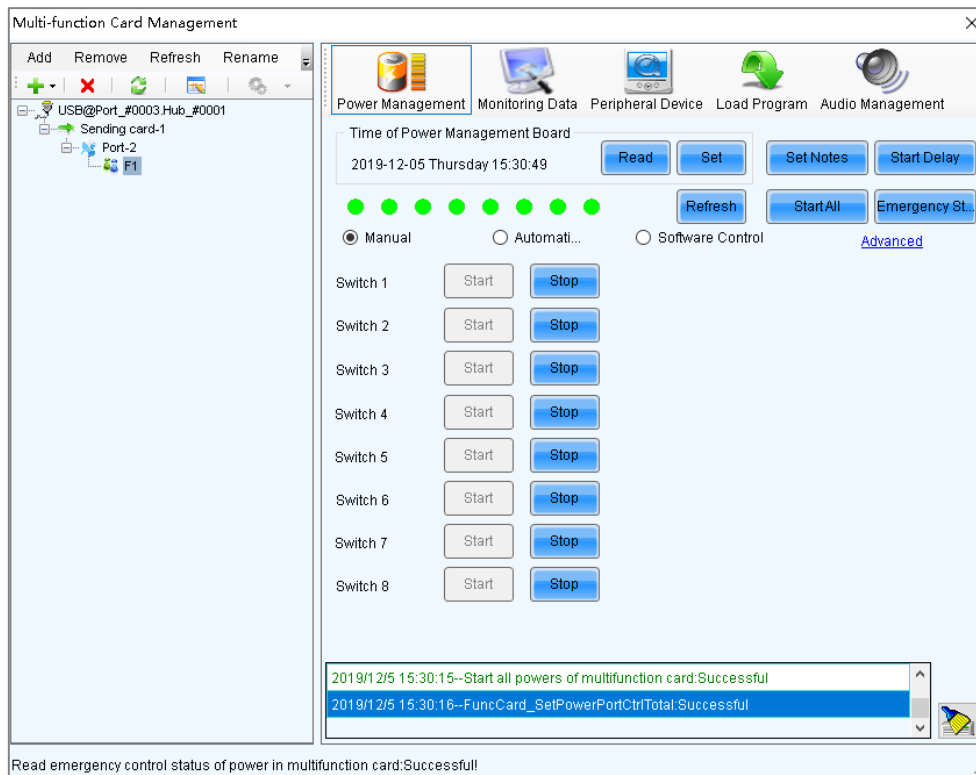 Multi-function Card Management
Add Remove Refresh Rename
USB@Port_#0003.Hub_#0001
Sending card-1
Port-2
F1
Power Management Monitoring Data Peripheral Device Load Program Audio Management
Time of Power Management Board
2019-12-05 Thursday 15:30:49 Read Set Set Notes Start Delay
Refresh Start All Emergency St...
Manual Automati... Software Control Advanced
Switch 1 Start Stop
Switch 2 Start Stop
Switch 3 Start Stop
Switch 4 Start Stop
Switch 5 Start Stop
Switch 6 Start Stop
Switch 7 Start Stop
Switch 8 Start Stop
2019/12/5 15:30:15--Start all powers of multifunction card:Successful
2019/12/5 15:30:16--FuncCard_SetPowerPortCtrlTotal:Successful
Read emergency control status of power in multifunction card:Successful!